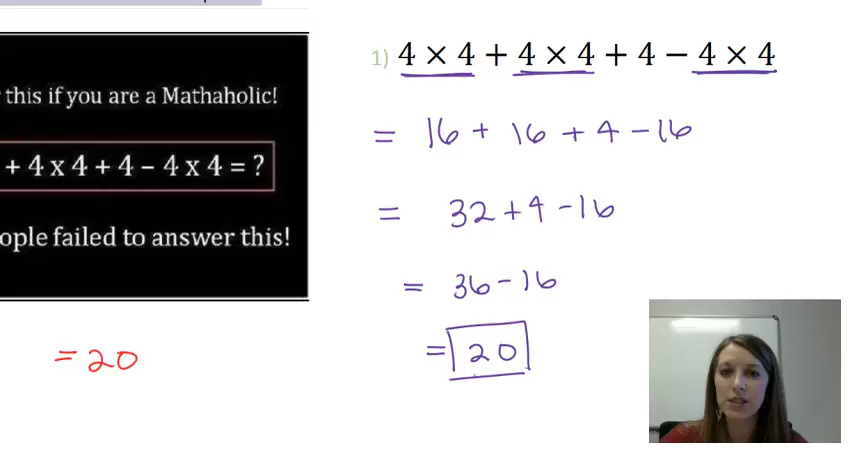 this if you are a Mathaholic!
+ 4 x 4 + 4 – 4 x 4 = ?
ople failed to answer this!
= 20
1) 4 × 4 + 4 × 4 + 4 − 4 × 4
= 16 + 16 + 4 - 16
= 32 + 4 - 16
= 36 - 16
= 20